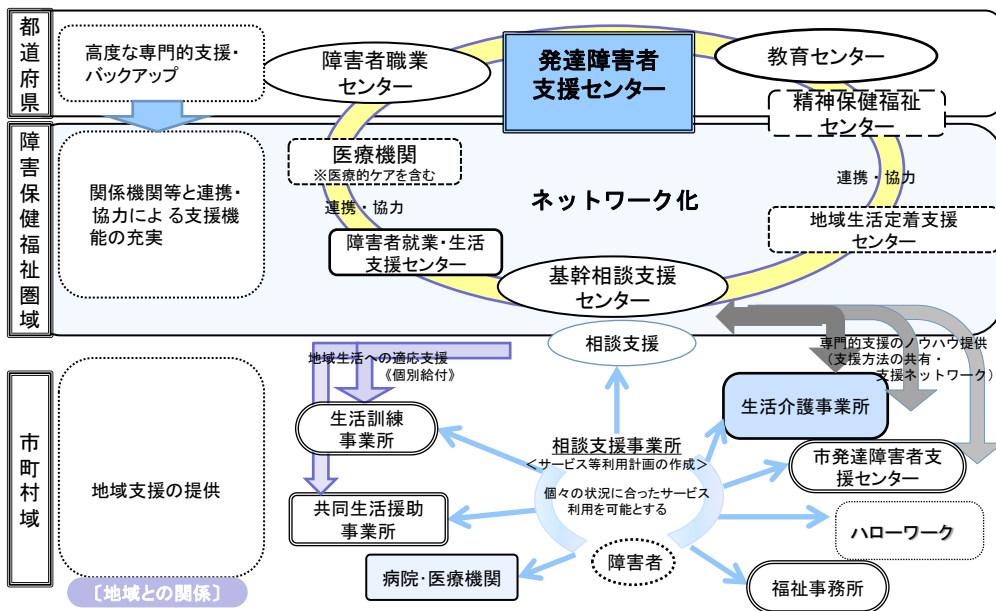 都道府県
高度な専門的支援・
バックアップ
障害者職業
センター
発達障害者
支援センター
教育センター
精神保健福祉
センター
障害保健福祉圏域
関係機関等と連携・
協力による支援機
能の充実
医療機関
※医療的ケアを含む
連携・協力
障害者就業・生活
支援センター
ネットワーク化
連携・協力
地域生活定着支援
センター
基幹相談支援
センター
相談支援
専門的支援のノウハウ提供
（支援方法の共有・
支援ネットワーク）
地域生活への適応支援
《個別給付》
市町村域
地域支援の提供
〔地域との関係〕
生活訓練
事業所
共同生活援助
事業所
病院・医療機関
相談支援事業所
＜サービス等利用計画の作成＞
個々の状況に合ったサービス
利用を可能とする
障害者
生活介護事業所
市発達障害者支
援センター
ハローワーク
福祉事務所